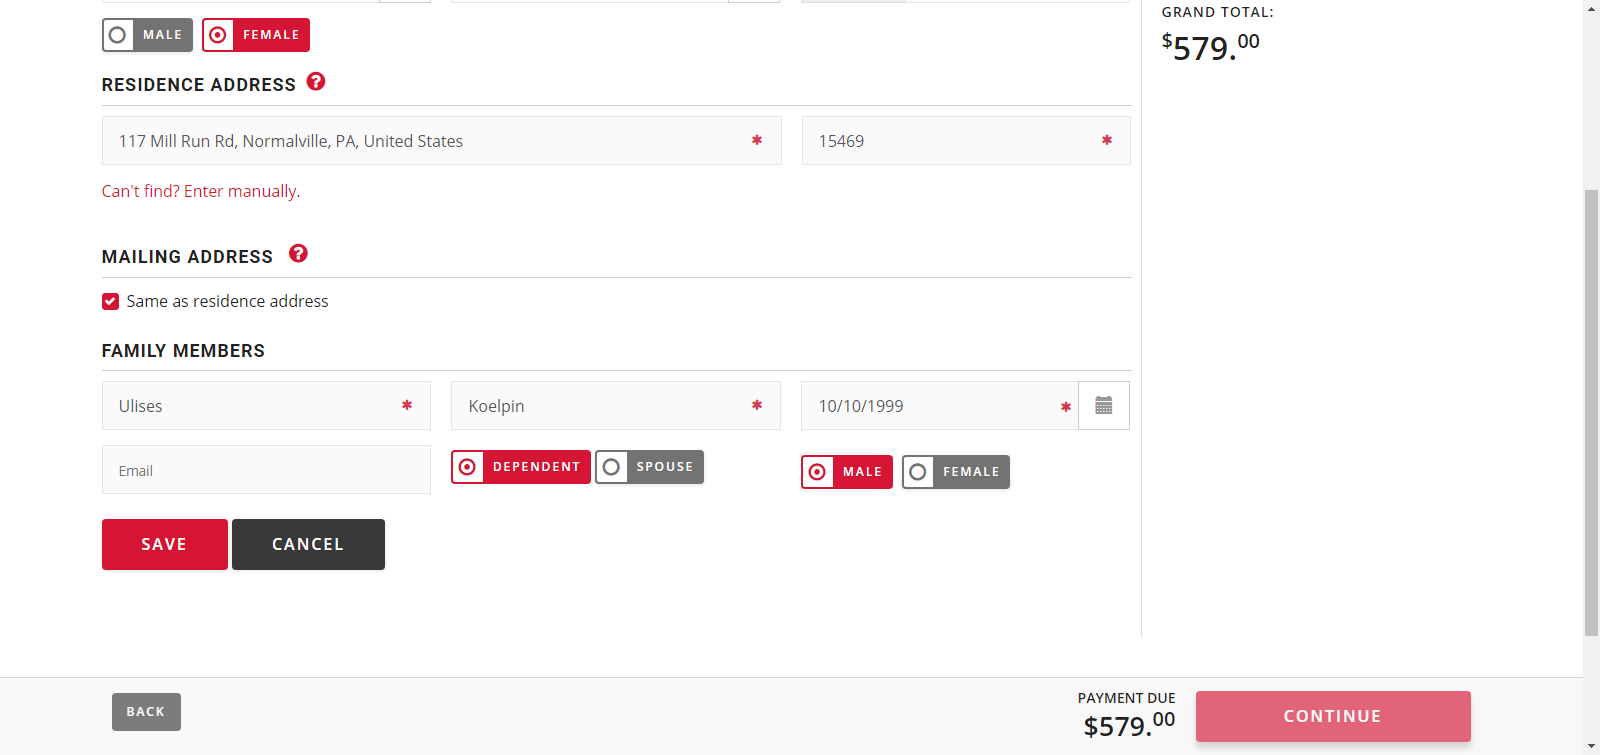 MALE
FEMALE
GRAND TOTAL:
$579.00
RESIDENCE ADDRESS ?
117 Mill Run Rd, Normalville, PA, United States *
15469 *
Can't find? Enter manually.
MAILING ADDRESS ?
Same as residence address
FAMILY MEMBERS
Ulises *
Koelpin *
10/10/1999 *
Email
DEPENDENT
SPOUSE
MALE
FEMALE
SAVE
CANCEL
BACK
PAYMENT DUE
$579.00
CONTINUE